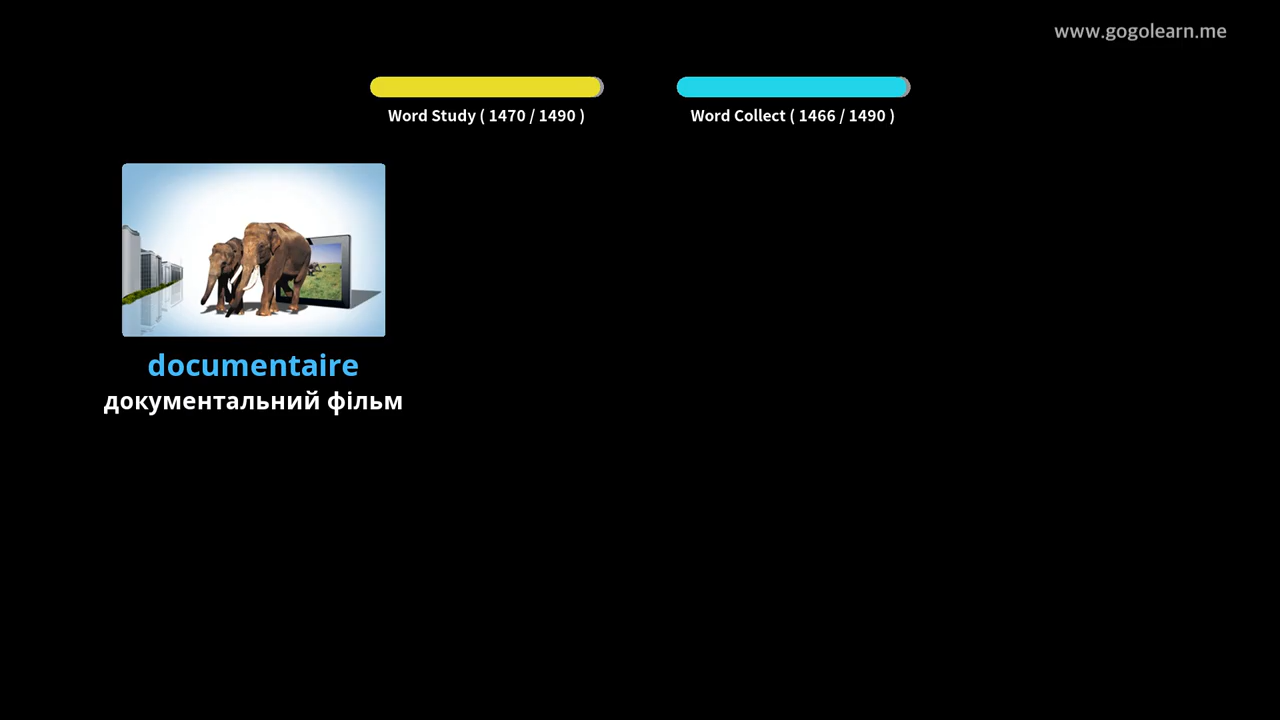 www.gogolearn.me
Word Study ( 1470 / 1490 )
Word Collect ( 1466 / 1490 )
documentaire
документальний фільм